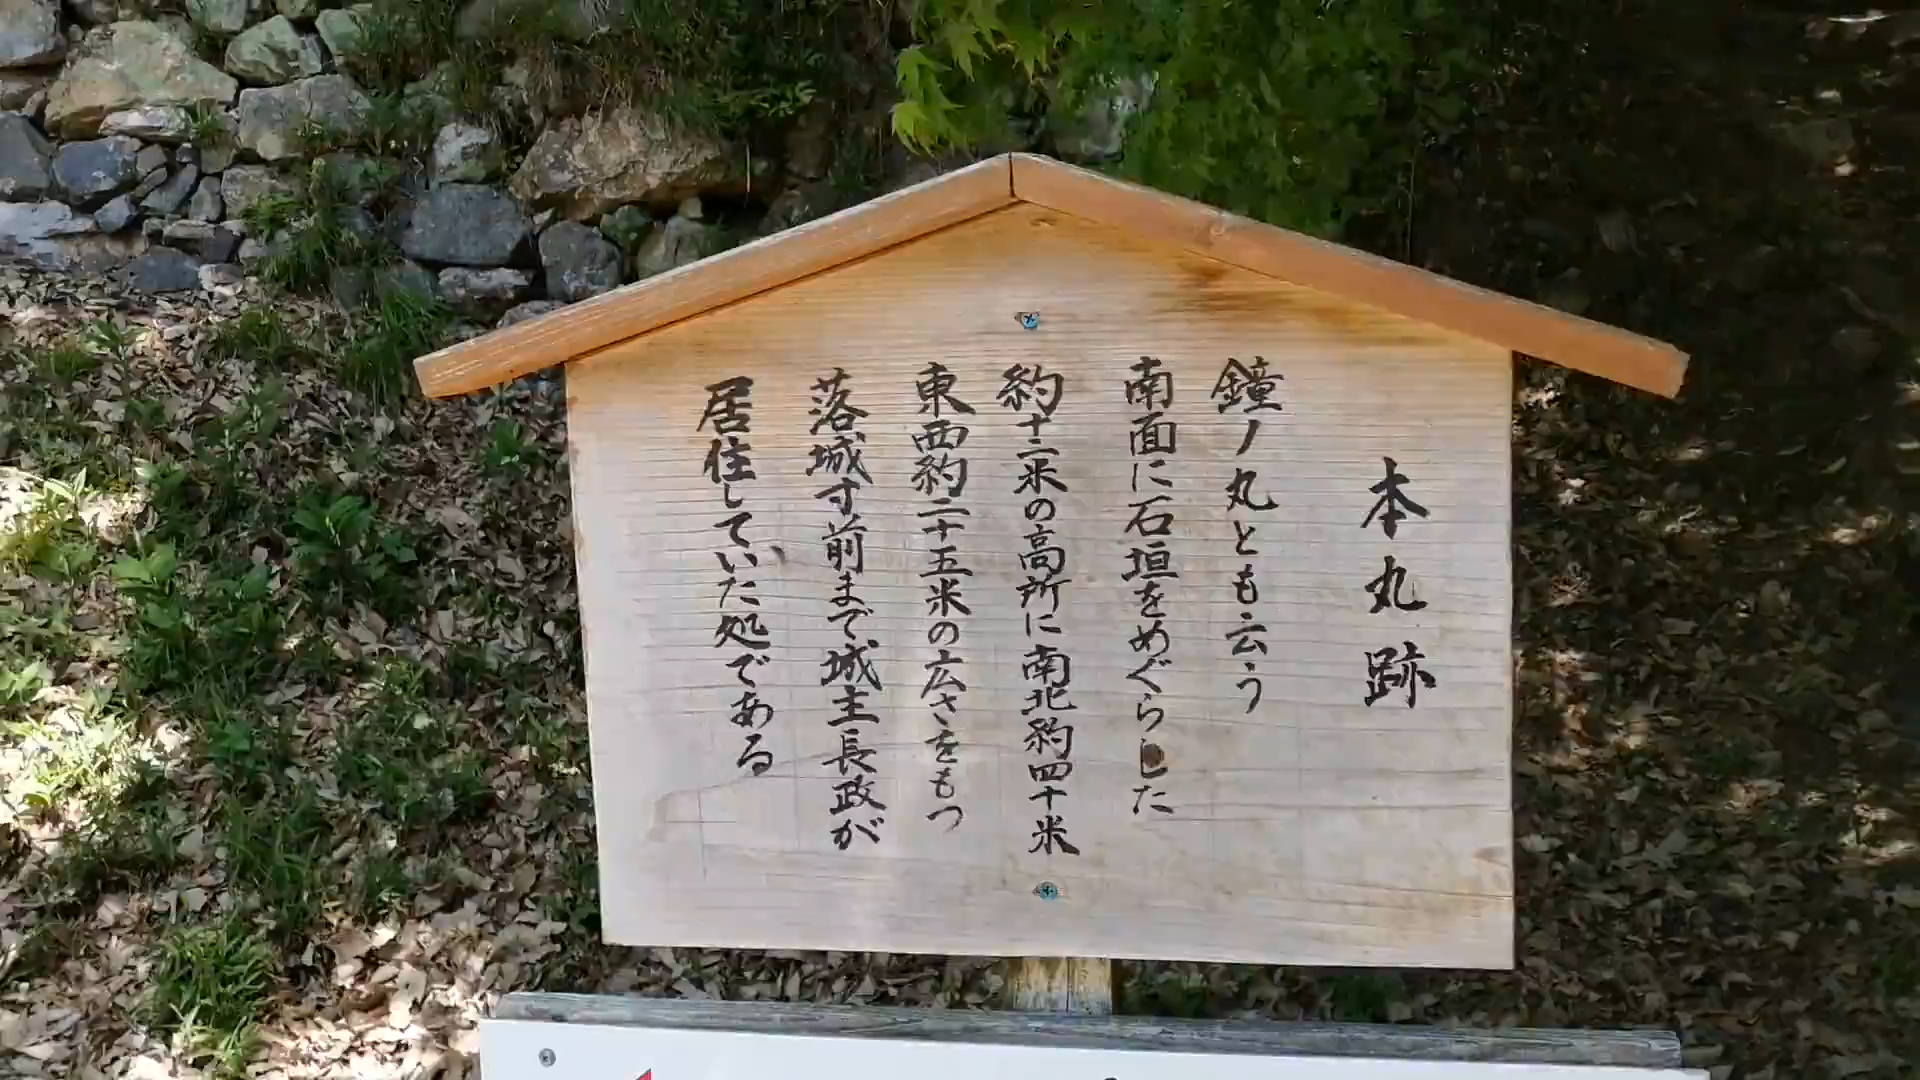 本丸跡
鐘ノ丸とも云う
南面に石垣をめぐらした
約十二米の高所に南北約四十米
東西約二十五米の広さをもつ
落城寸前まで城主長政が
居住していた処である